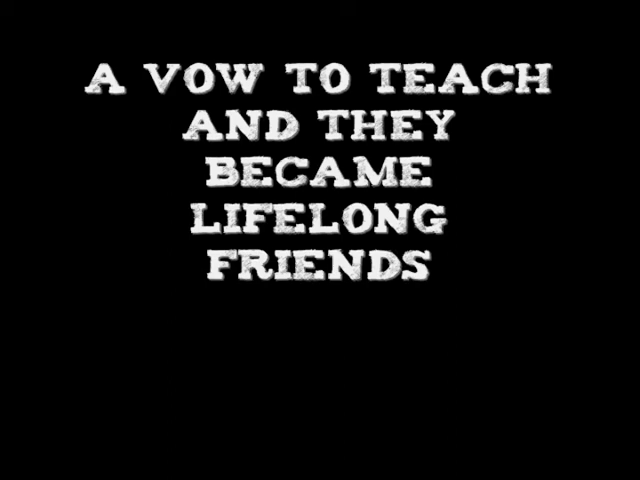 A VOW TO TEACH
AND THEY
BECAME
LIFELONG
FRIENDS